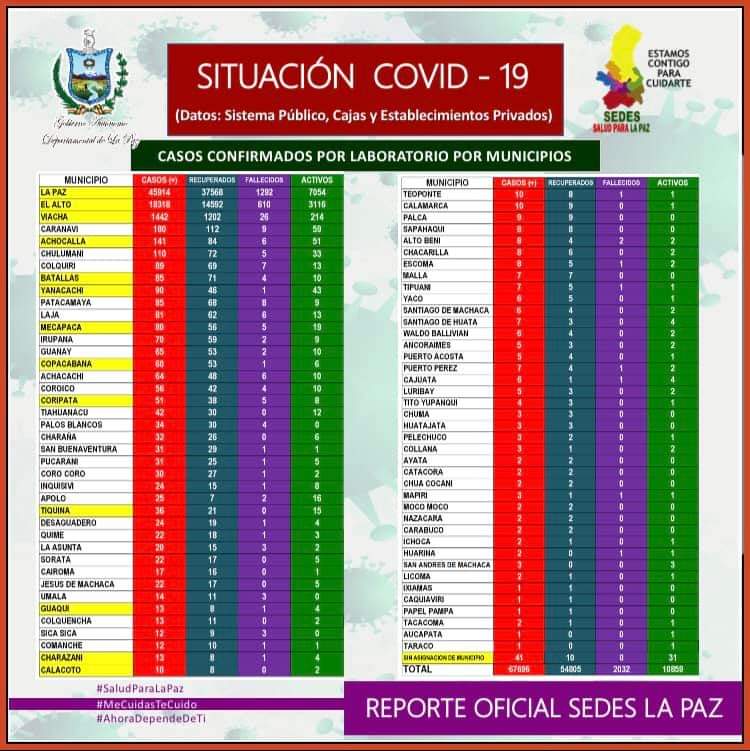 Gobierno Autónomo
Departamental de La Paz
SITUACIÓN COVID - 19
(Datos: Sistema Público, Cajas y Establecimientos Privados)
ESTAMOS
CONTIGO
PARA
CUIDARTE
SEDES
SALUD PARA LA PAZ
CASOS CONFIRMADOS POR LABORATORIO POR MUNICIPIOS
MUNICIPIO CASOS (+) RECUPERADOS FALLECIDOS ACTIVOS
LA PAZ 45914 37568 1292 7054
EL ALTO 18318 14592 610 3116
VIACHA 1442 1202 26 214
CARANAVI 180 112 9 59
ACHOCALLA 141 84 6 51
CHULUMANI 110 72 5 33
COLQUIRI 89 69 7 13
BATALLAS 85 71 4 10
YANACACHI 90 46 1 43
PATACAMAYA 85 68 8 9
LAJA 81 62 6 13
MECAPACA 80 56 5 19
IRUPANA 70 59 2 9
GUANAY 65 53 2 10
COPACABANA 60 53 1 6
ACHACACHI 64 48 6 10
COROICO 56 42 4 10
CORIPATA 51 38 5 8
TIAHUANACU 42 30 0 12
PALOS BLANCOS 34 30 4 0
CHARAÑA 32 26 0 6
SAN BUENAVENTURA 31 29 1 1
PUCARANI 31 25 1 5
CORO CORO 30 27 1 2
INQUISIVI 24 15 1 8
APOLO 25 7 2 16
TIQUINA 36 21 0 15
DESAGUADERO 24 19 1 4
QUIME 22 18 1 3
LA ASUNTA 20 15 3 2
SORATA 22 17 0 5
CAIROMA 17 16 0 1
JESUS DE MACHACA 22 17 0 5
UMALA 14 11 3 0
GUAQUI 13 8 1 4
COLQUENCHA 13 11 0 2
SICA SICA 12 9 3 0
COMANCHE 12 10 1 1
CHARAZANI 13 8 1 4
CALACOTO 10 8 0 2
MUNICIPIO CASOS (+) RECUPERADOS FALLECIDOS ACTIVOS
TEOPONTE 10 8 1 1
CALAMARCA 10 9 0 1
PALCA 9 9 0 0
SAPAHAQUI 8 8 0 0
ALTO BENI 8 4 2 2
CHACARILLA 8 6 0 2
ESCOMA 8 5 1 2
MALLA 7 7 0 0
TIPUANI 7 5 1 1
YACO 6 5 0 1
SANTIAGO DE MACHACA 6 4 0 2
SANTIAGO DE HUATA 7 3 0 4
WALDO BALLIVIAN 6 4 0 2
ANCORAIMES 5 3 0 2
PUERTO ACOSTA 5 4 0 1
PUERTO PEREZ 7 4 1 2
CAJUATA 6 1 1 4
LURIBAY 5 3 0 2
TITO YUPANQUI 4 3 0 1
CHUMA 3 3 0 0
HUATAJATA 3 3 0 0
PELECHUCO 3 2 0 1
COLLANA 3 1 0 2
AYATA 2 2 0 0
CATACORA 2 2 0 0
CHUA COCANI 2 2 0 0
MAPIRI 3 1 1 1
MOCO MOCO 2 2 0 0
NAZACARA 2 2 0 0
CARABUCO 2 2 0 0
ICHOCA 2 1 0 1
HUARINA 2 0 1 1
SAN ANDRES DE MACHACA 3 0 0 3
LICOMA 2 1 0 1
IXIAMAS 1 1 0 0
CAQUIAVIRI 1 1 0 0
PAPEL PAMPA 1 1 0 0
TACACOMA 2 1 0 1
AUCAPATA 1 0 0 1
TARACO 1 0 0 1
SIN ASIGNACION DE MUNICIPIO 41 10 0 31
TOTAL 67696 54805 2032 10859
#SaludParaLaPaz
#MeCuidasTeCuido
#AhoraDependeDeTi
REPORTE OFICIAL SEDES LA PAZ